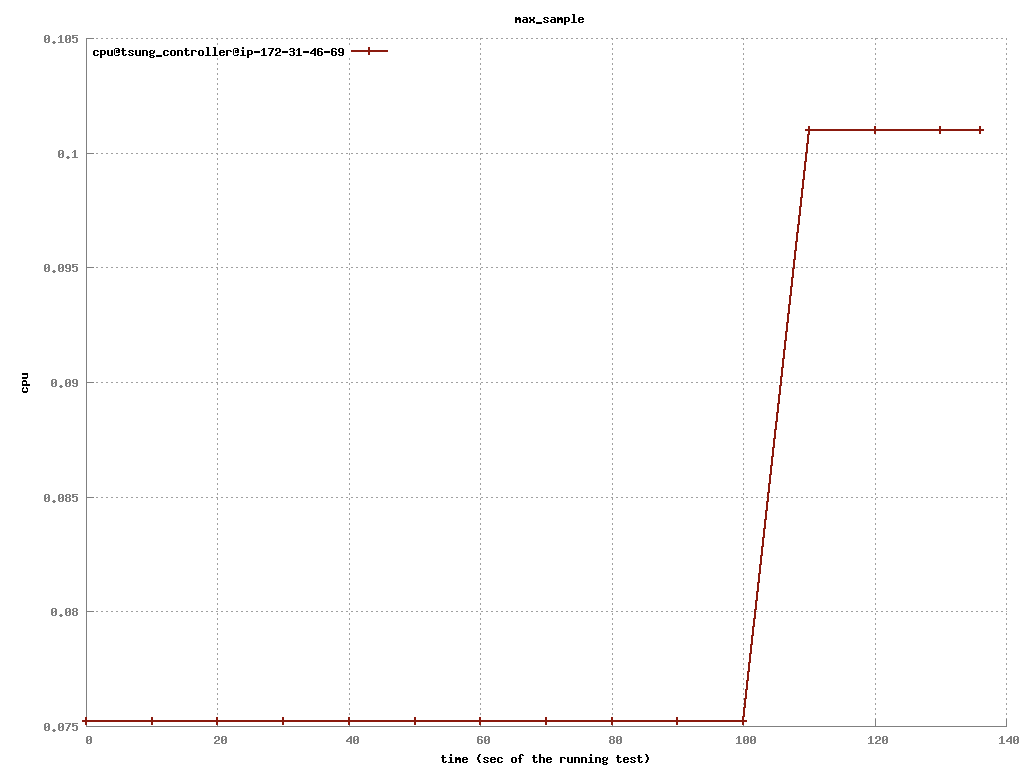 max_sample
0.105
cpu@tsung_controller@ip-172-31-46-69
0.1
0.095
0.09
cpu
0.085
0.08
0.075
0 20 40 60 80 100 120 140
time (sec of the running test)